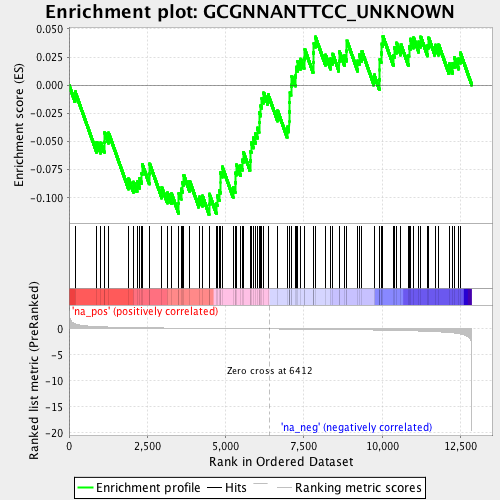 Enrichment plot: GCGNNANTTCC_UNKNOWN
Enrichment score (ES)
0.050
0.025
0.000
-0.025
-0.050
-0.075
-0.100
'na_pos' (positively correlated)
Ranked list metric (PreRanked)
0
-5
-10
-15
-20
Zero cross at 6412
'na_neg' (negatively correlated)
0
2,500
5,000
7,500
10,000
12,500
Rank in Ordered Dataset
Enrichment profile
Hits
Ranking metric scores